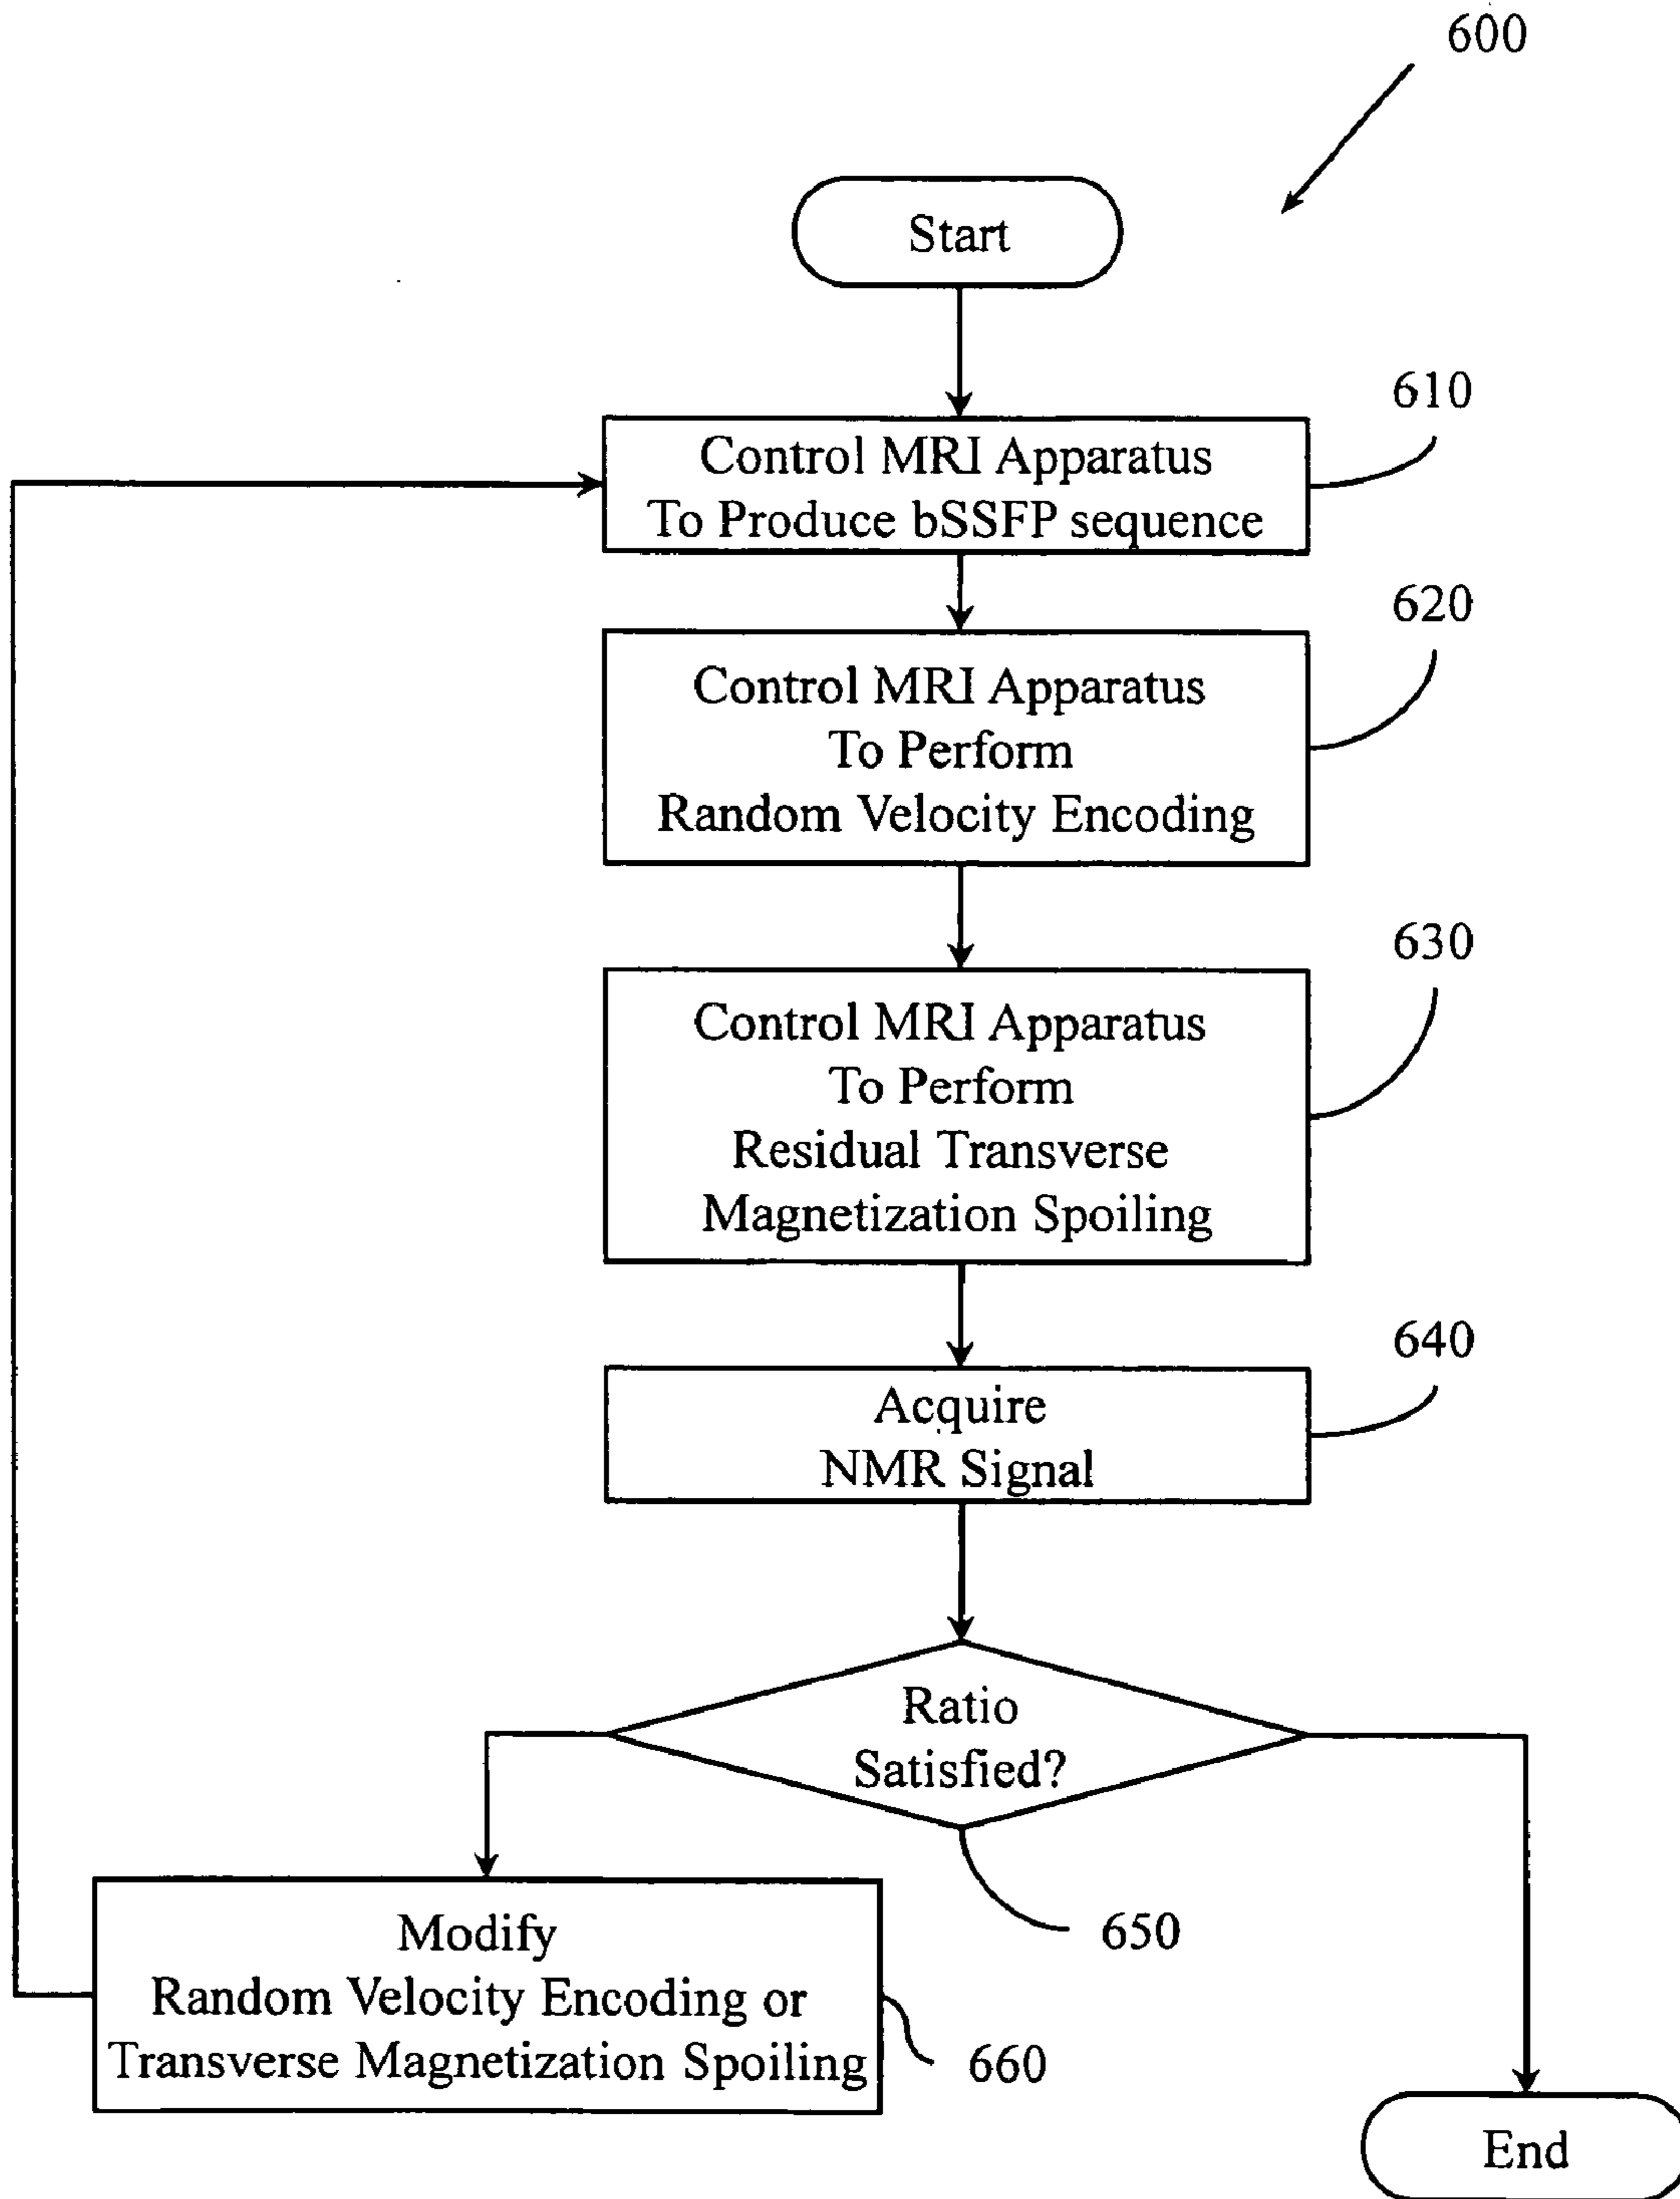 600
Start
610
Control MRI Apparatus
To Produce bSSFP sequence
620
Control MRI Apparatus
To Perform
Random Velocity Encoding
630
Control MRI Apparatus
To Perform
Residual Transverse
Magnetization Spoiling
640
Acquire
NMR Signal
Ratio
Satisfied?
650
Modify
Random Velocity Encoding or
Transverse Magnetization Spoiling
660
End